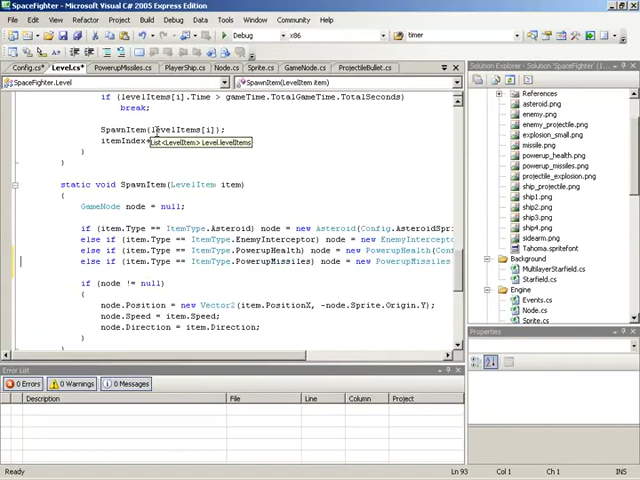 SpaceFighter - Microsoft Visual C# 2005 Express Edition
File Edit View Refactor Project Build Debug Data Tools Window Community Help
Debug x86 timer
Config.cs* Level.cs* PowerupMissiles.cs PlayerShip.cs Node.cs Sprite.cs GameNode.cs ProjectileBullet.cs
SpaceFighter.Level SpawnItem(LevelItem item)
if (levelItems[i].Time > gameTime.TotalGameTime.TotalSeconds)
break;
SpawnItem(levelItems[i]);
itemIndex+
List<LevelItem> Level.levelItems
}
}
static void SpawnItem(LevelItem item)
{
GameNode node = null;
if (item.Type == ItemType.Asteroid) node = new Asteroid(Config.AsteroidSpri
else if (item.Type == ItemType.EnemyInterceptor) node = new EnemyIntercepto
else if (item.Type == ItemType.PowerupHealth) node = new PowerupHealth(Conf
else if (item.Type == ItemType.PowerupMissiles) node = new PowerupMissiles
if (node != null)
{
node.Position = new Vector2(item.PositionX, -node.Sprite.Origin.Y);
node.Speed = item.Speed;
node.Direction = item.Direction;
}
Solution Explorer - Solution 'SpaceFighter'
References
asteroid.png
enemy.png
enemy_projectile.png
explosion_small.png
missile.png
powerup_health.png
powerup_missiles.png
projectile_explosion.png
ship1.png
ship2.png
ship3.png
ship4.png
sidearm.png
Tahoma.spritefont
Background
MultilayerStarfield.cs
Starfield.cs
Engine
Events.cs
Node.cs
Sprite.cs
Properties
Error List
0 Errors 0 Warnings 0 Messages
Description File Line Column Project
Ready Ln 93 Col 1 Ch 1